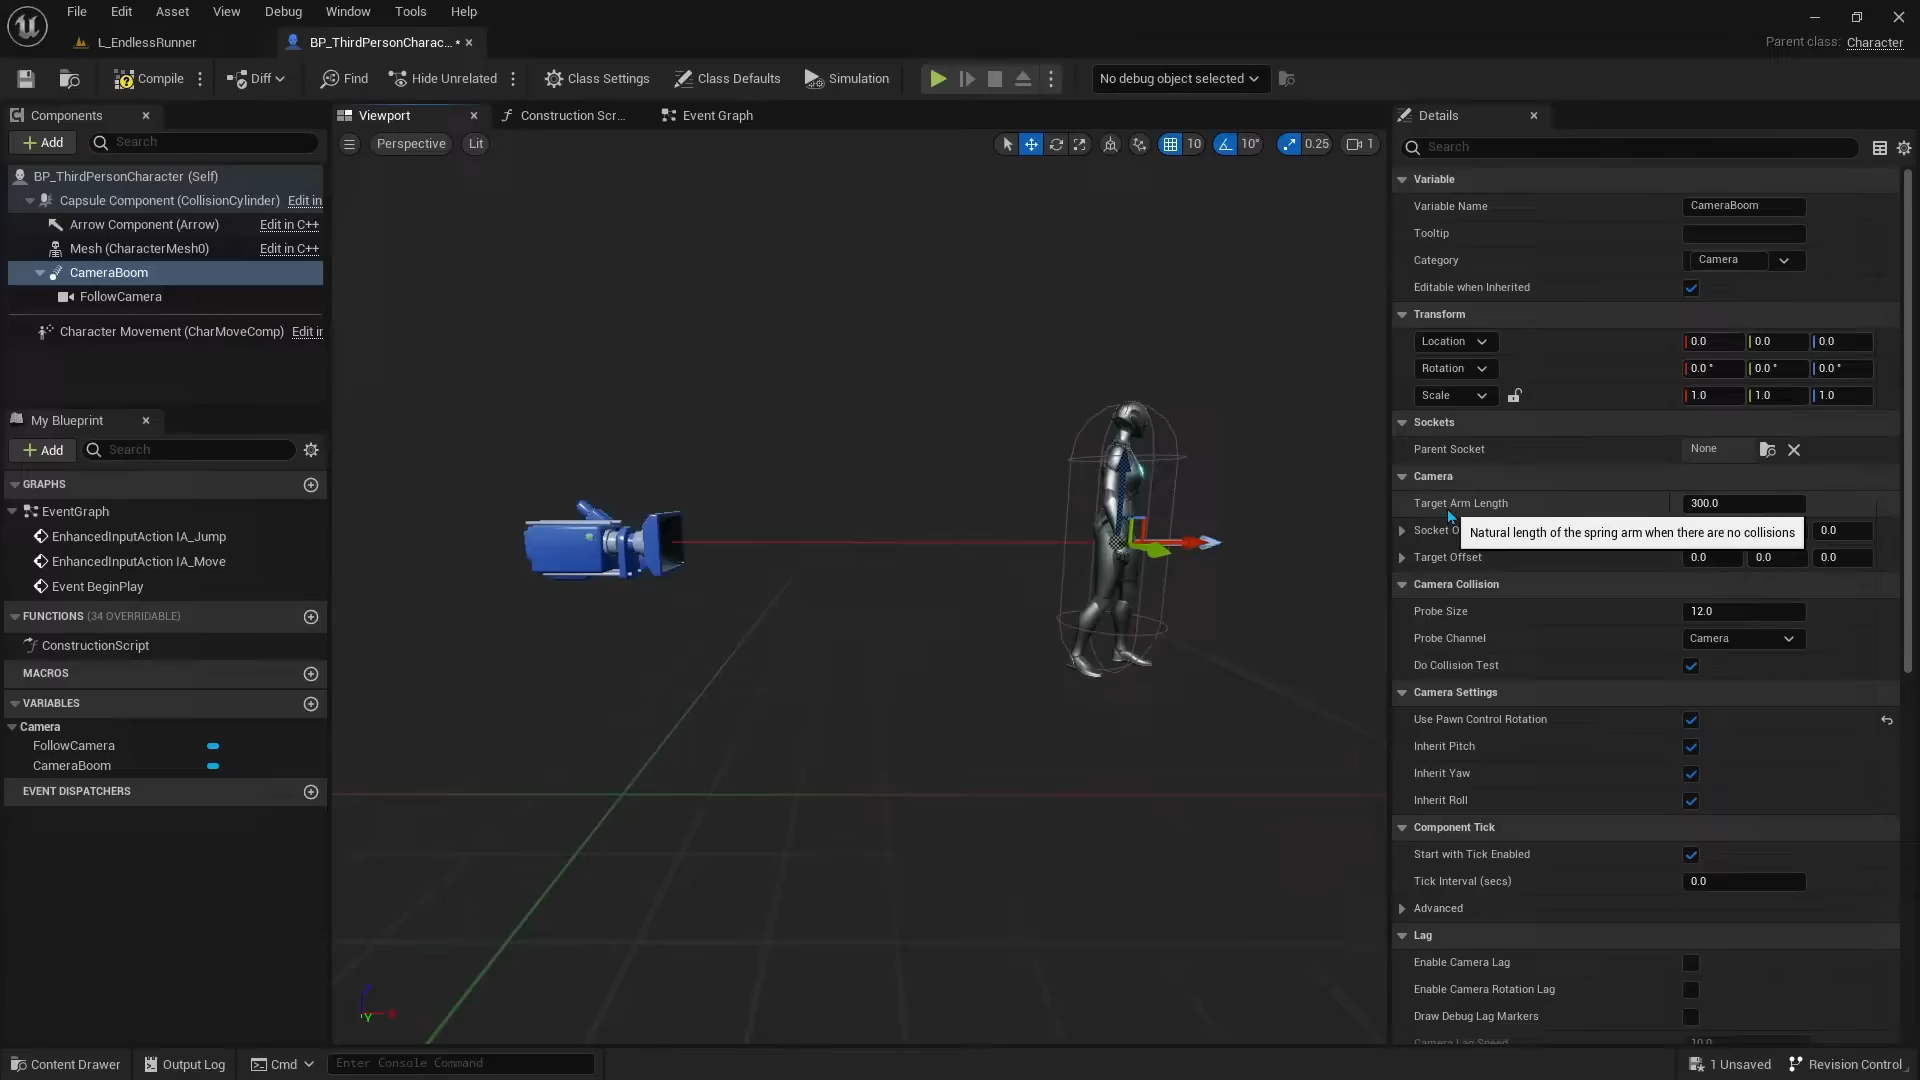 File Edit Asset View Debug Window Tools Help
L_EndlessRunner
BP_ThirdPersonCharac... •
Parent class: Character
Compile
Diff
Find
Hide Unrelated
Class Settings
Class Defaults
Simulation
No debug object selected
Components
Add
Search
BP_ThirdPersonCharacter (Self)
Capsule Component (CollisionCylinder) Edit in
Arrow Component (Arrow) Edit in C++
Mesh (CharacterMesh0) Edit in C++
CameraBoom
FollowCamera
Character Movement (CharMoveComp) Edit in
My Blueprint
Add
Search
GRAPHS
EventGraph
EnhancedInputAction IA_Jump
EnhancedInputAction IA_Move
Event BeginPlay
FUNCTIONS (34 OVERRIDABLE)
ConstructionScript
MACROS
VARIABLES
Camera
FollowCamera
CameraBoom
EVENT DISPATCHERS
Viewport
Construction Scr...
Event Graph
Perspective
Lit
10
10°
0.25
1
Y
Details
Search
Variable
Variable Name CameraBoom
Tooltip
Category Camera
Editable when Inherited
Transform
Location 0.0 0.0 0.0
Rotation 0.0° 0.0° 0.0°
Scale 1.0 1.0 1.0
Sockets
Parent Socket None
Camera
Target Arm Length 300.0
Socket O 0.0
Natural length of the spring arm when there are no collisions
Target Offset 0.0 0.0 0.0
Camera Collision
Probe Size 12.0
Probe Channel Camera
Do Collision Test
Camera Settings
Use Pawn Control Rotation
Inherit Pitch
Inherit Yaw
Inherit Roll
Component Tick
Start with Tick Enabled
Tick Interval (secs) 0.0
Advanced
Lag
Enable Camera Lag
Enable Camera Rotation Lag
Draw Debug Lag Markers
Camera Lag Speed 10.0
Content Drawer
Output Log
Cmd
Enter Console Command
1 Unsaved
Revision Control